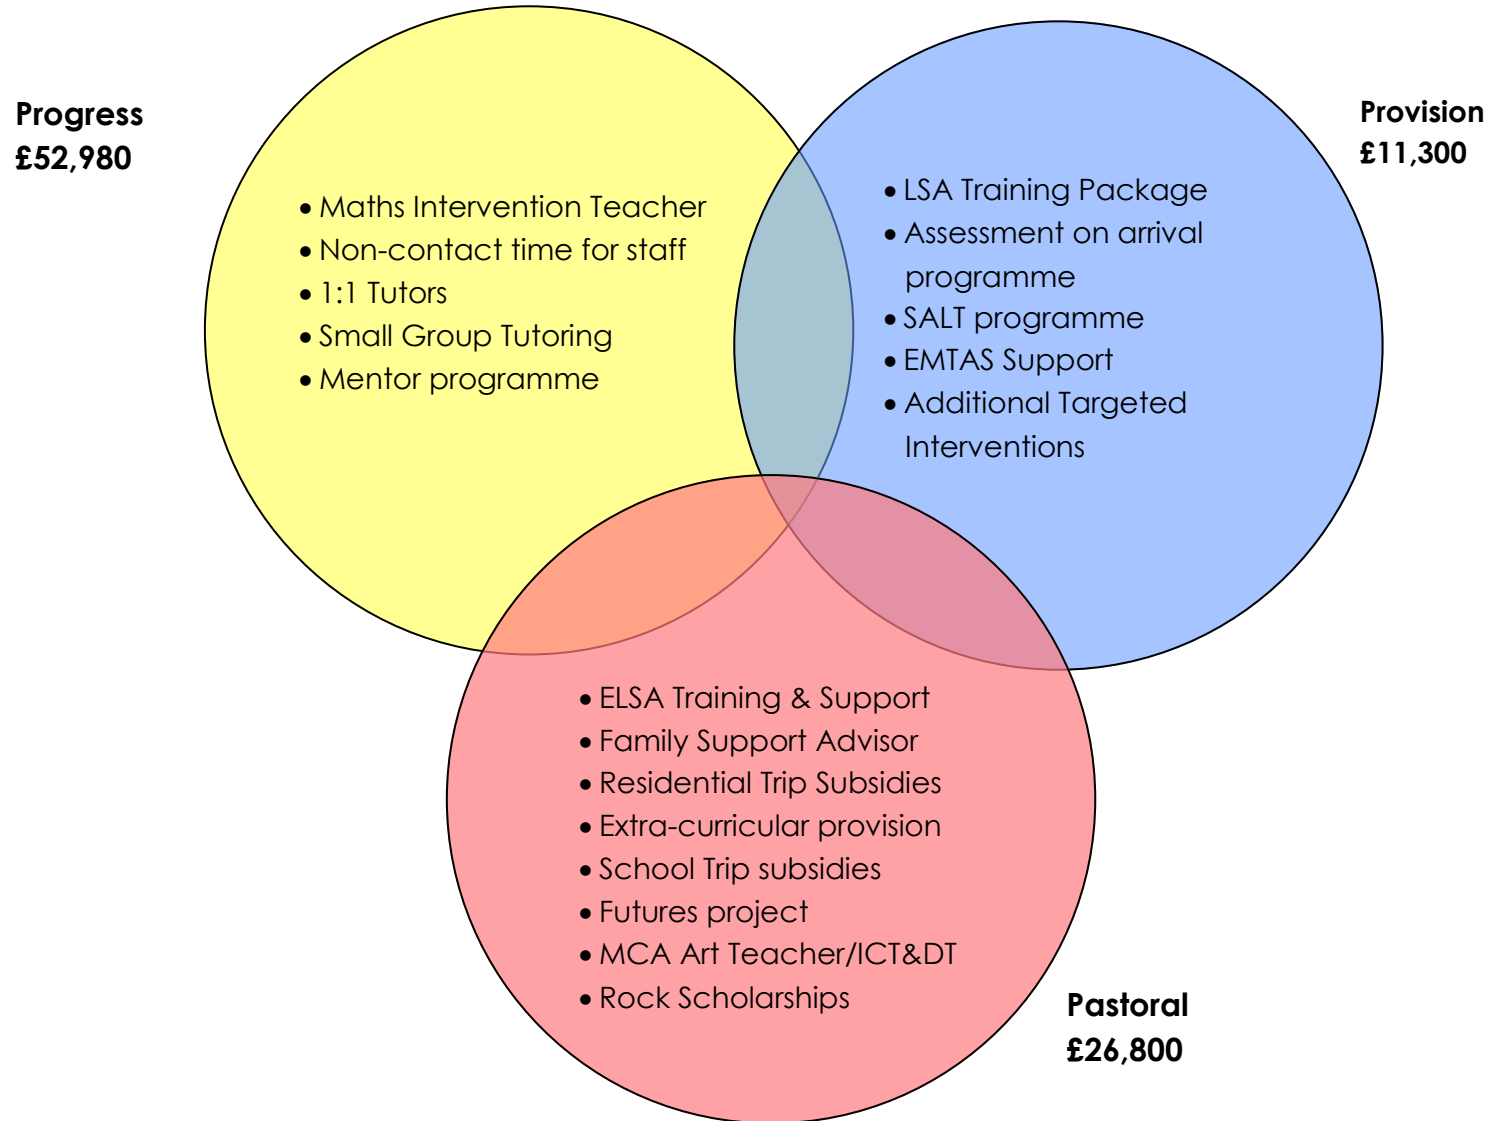 Progress
£52,980
• Maths Intervention Teacher
• Non-contact time for staff
• 1:1 Tutors
• Small Group Tutoring
• Mentor programme
Provision
£11,300
• LSA Training Package
• Assessment on arrival
programme
• SALT programme
• EMTAS Support
• Additional Targeted
Interventions
• ELSA Training & Support
• Family Support Advisor
• Residential Trip Subsidies
• Extra-curricular provision
• School Trip subsidies
• Futures project
• MCA Art Teacher/ICT&DT
• Rock Scholarships
Pastoral
£26,800